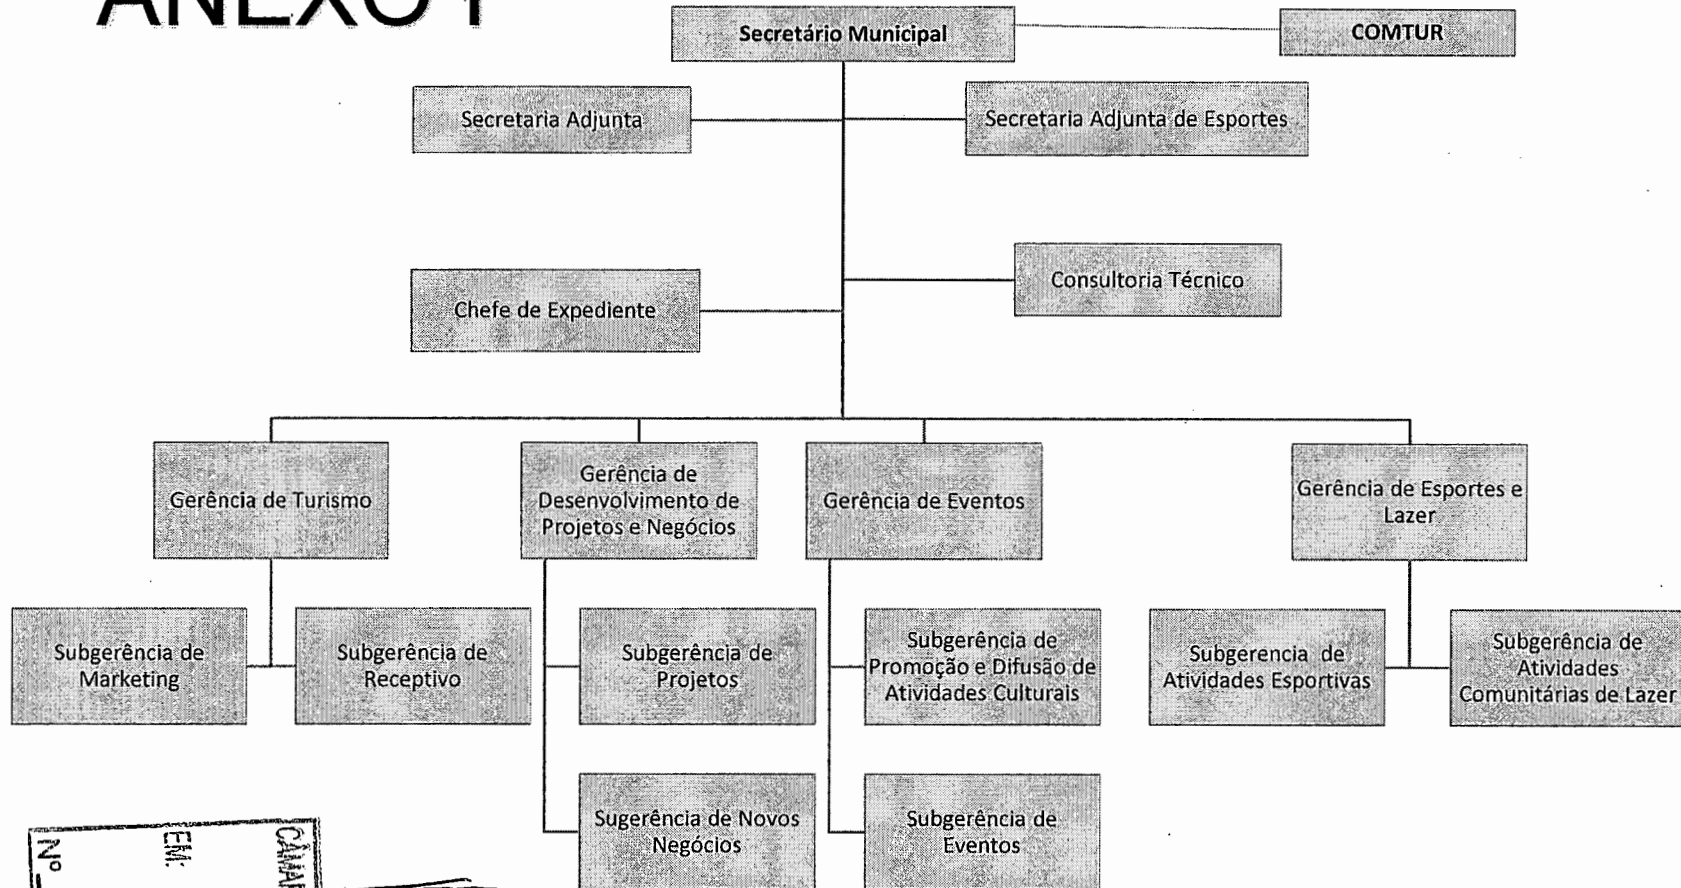 ANEXO I
Secretário Municipal
COMTUR
Secretaria Adjunta
Secretaria Adjunta de Esportes
Consultoria Técnico
Chefe de Expediente
Gerência de Turismo
Gerência de
Desenvolvimento de
Projetos e Negócios
Gerência de Eventos
Gerência de Esportes e
Lazer
Subgerência de
Marketing
Subgerência de
Receptivo
Subgerência de
Projetos
Subgerência de
Promoção e Difusão de
Atividades Culturais
Subgerencia de
Atividades Esportivas
Subgerência de
Atividades
Comunitárias de Lazer
Sugerência de Novos
Negócios
Subgerência de
Eventos
EM:
Nº